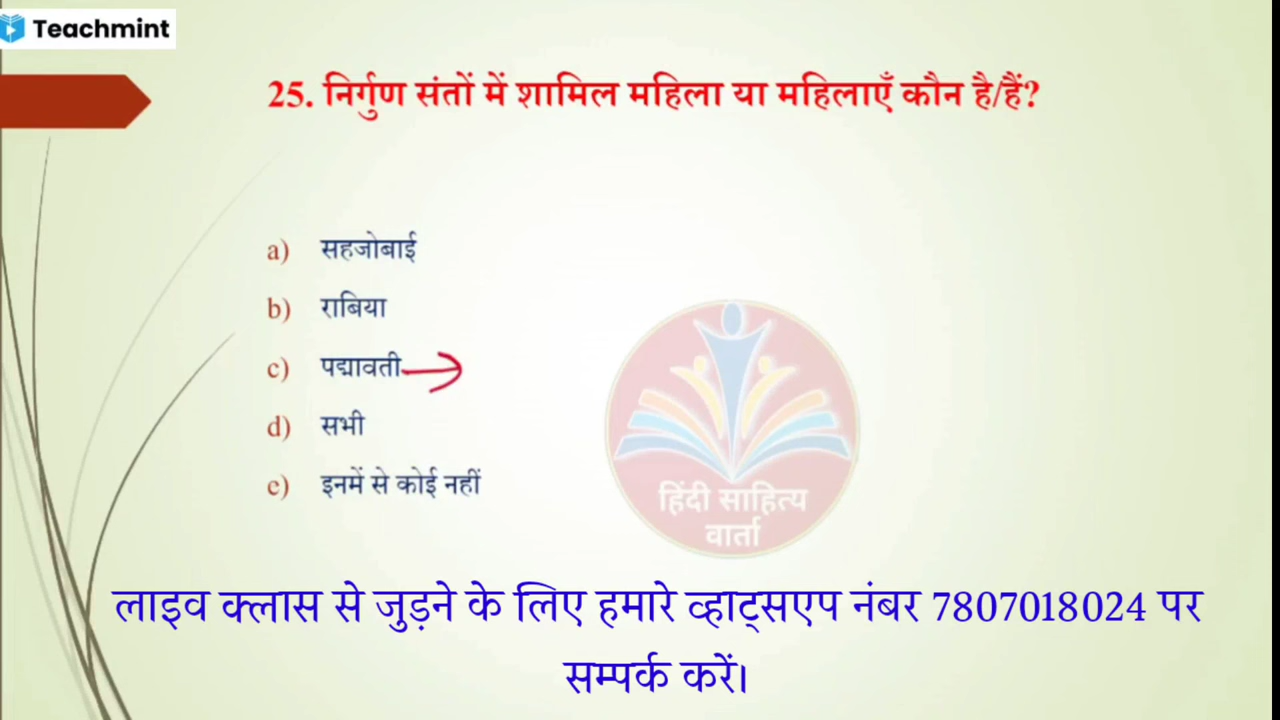 Teachmint
25. निर्गुण संतों में शामिल महिला या महिलाएँ कौन है/हैं?
a) सहजोबाई
b) राबिया
c) पद्मावती
d) सभी
e) इनमें से कोई नहीं
हिंदी साहित्य
वार्ता
लाइव क्लास से जुड़ने के लिए हमारे व्हाट्सएप नंबर 7807018024 पर
सम्पर्क करें।